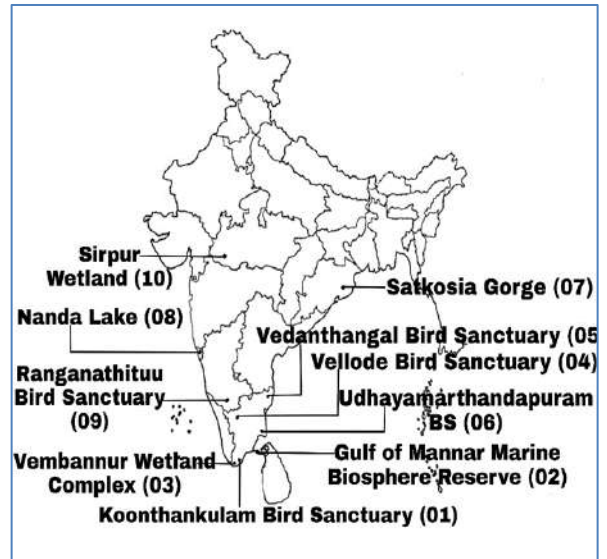 Sirpur
Wetland (10)
Satkosia Gorge (07)
Nanda Lake (08)
Vedanthangal Bird Sanctuary (05
Vellode Bird Sanctuary (04)
Ranganathituu
Bird Sanctuary
(09)
Udhayamarthandapuram
BS (06)
Vembannur Wetland
Complex (03)
Gulf of Mannar Marine
Biosphere Reserve (02)
Koonthankulam Bird Sanctuary (01)